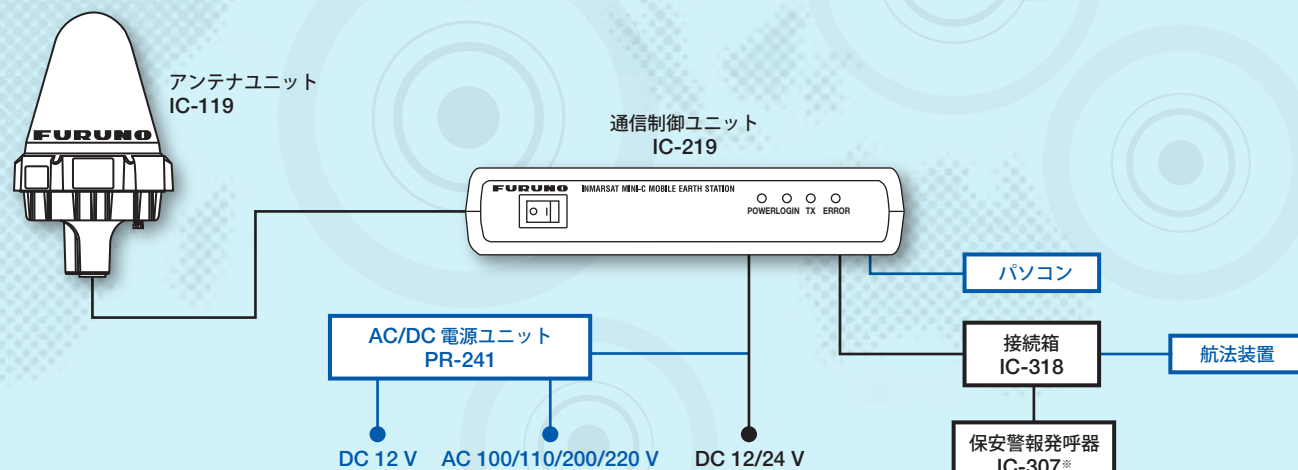 アンテナユニット
IC-119
FURUNO
通信制御ユニット
IC-219
FURUNO INMARSAT MINI-C MOBILE EARTH STATION
POWER LOGIN TX ERROR
パソコン
AC/DC 電源ユニット
PR-241
接続箱
IC-318
航法装置
DC 12 V AC 100/110/200/220 V DC 12/24 V
保安警報発呼器
IC-307※